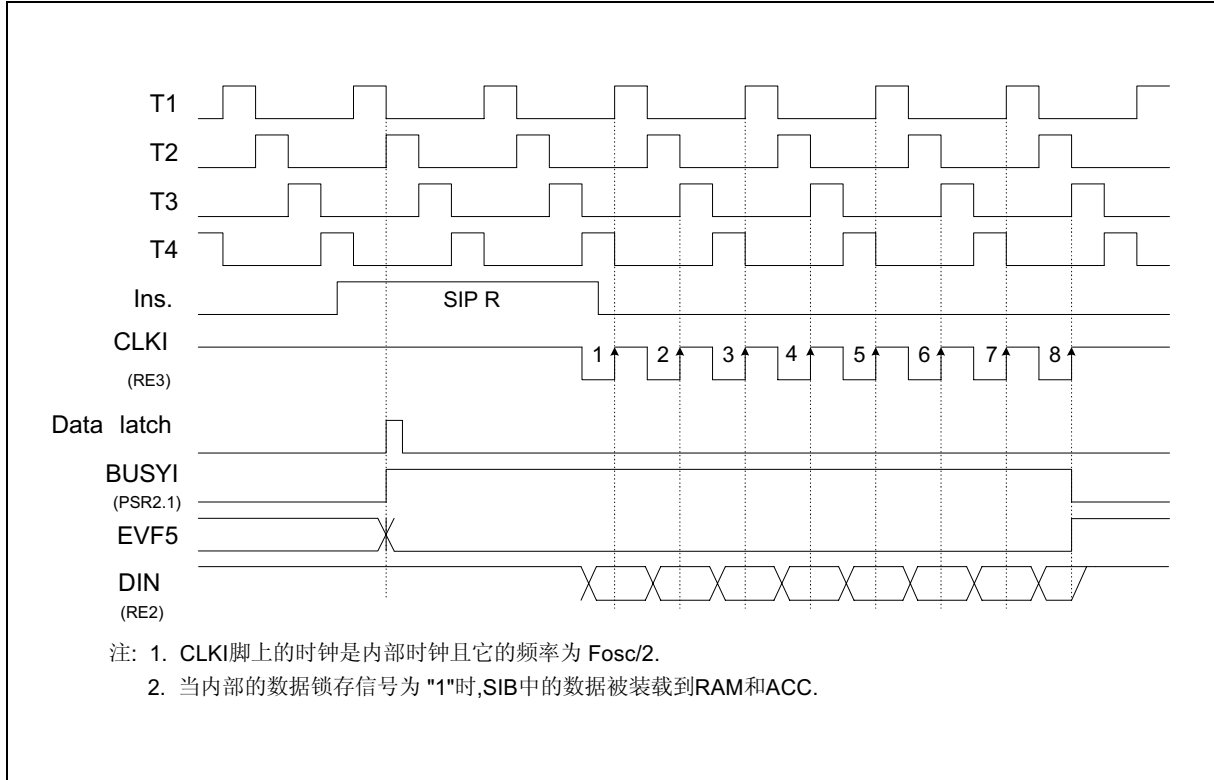 T1
T2
T3
T4
Ins.
SIP R
CLKI
(RE3)
1 2 3 4 5 6 7 8
Data latch
BUSYI
(PSR2.1)
EVF5
DIN
(RE2)
注: 1. CLKI脚上的时钟是内部时钟且它的频率为 Fosc/2.
2. 当内部的数据锁存信号为 "1"时,SIB中的数据被装载到RAM和ACC.